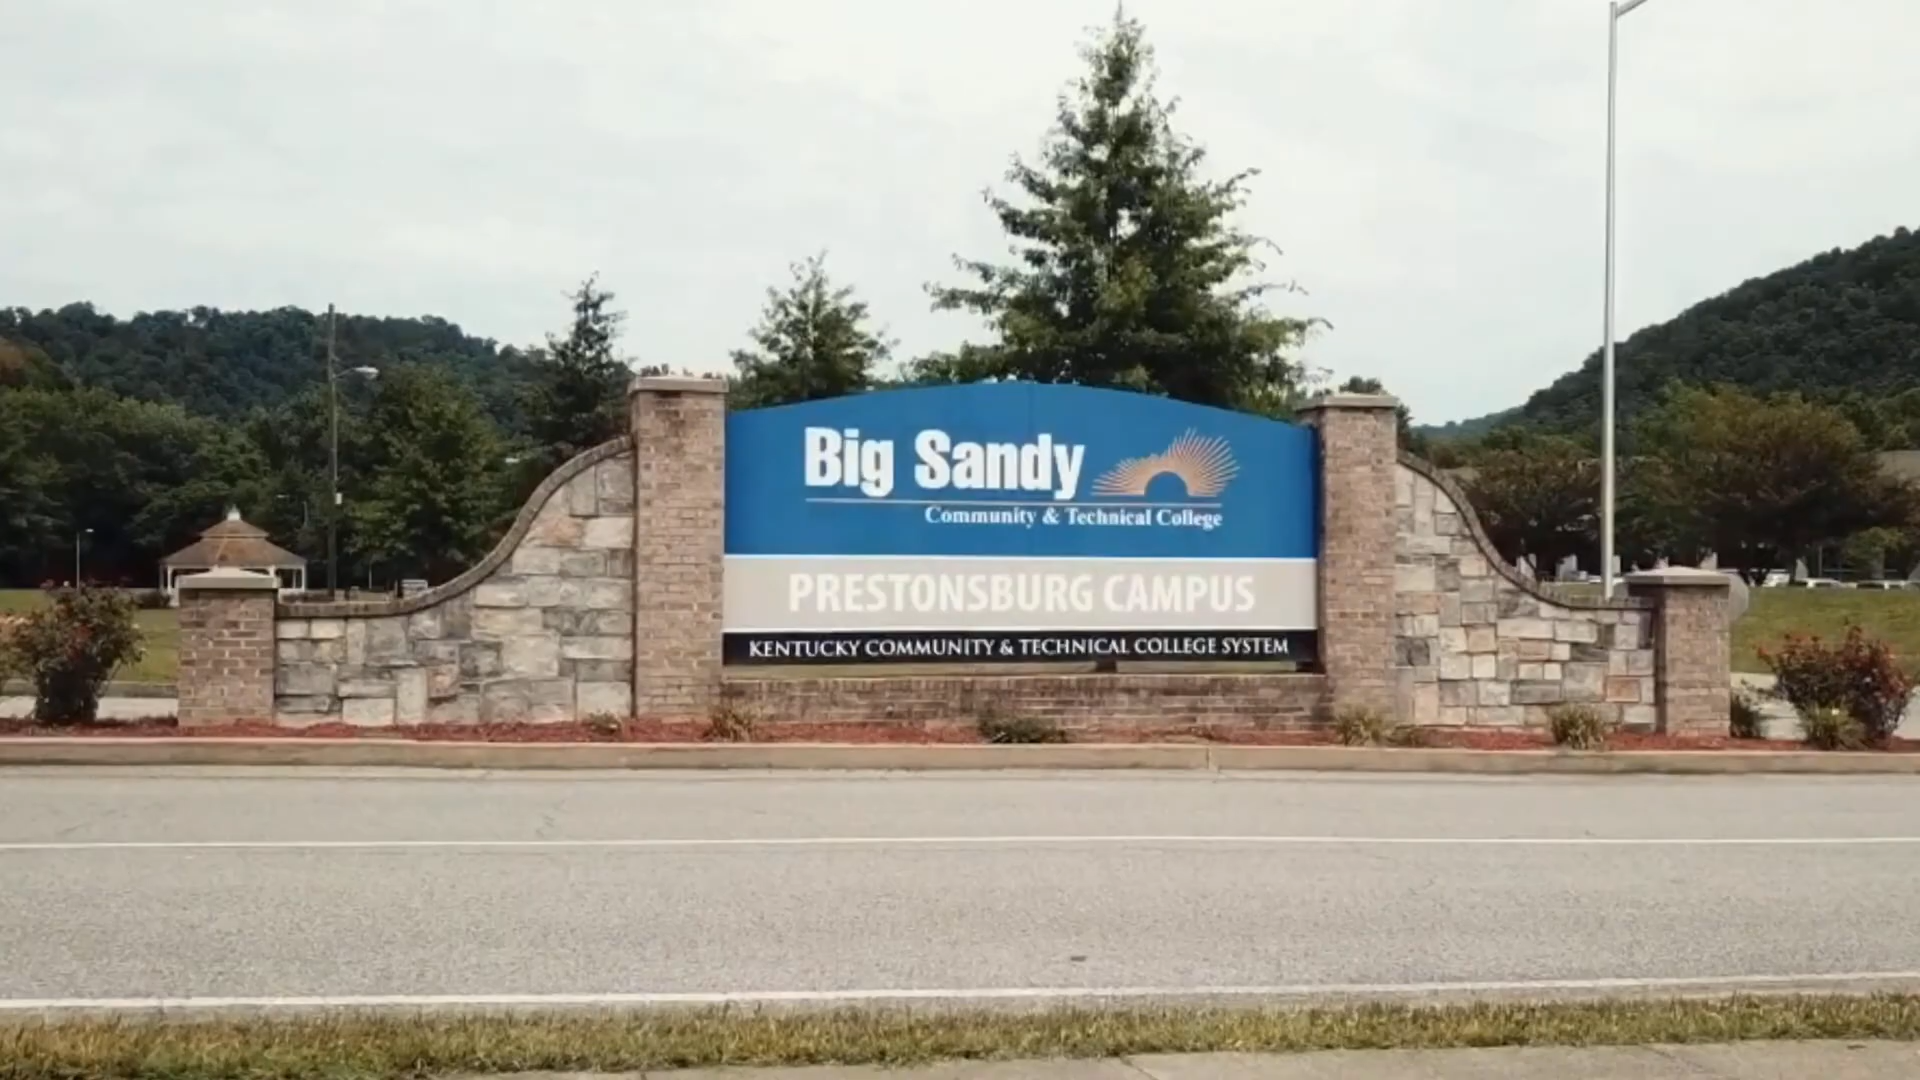 Big Sandy
Community & Technical College
PRESTONSBURG CAMPUS
KENTUCKY COMMUNITY & TECHNICAL COLLEGE SYSTEM